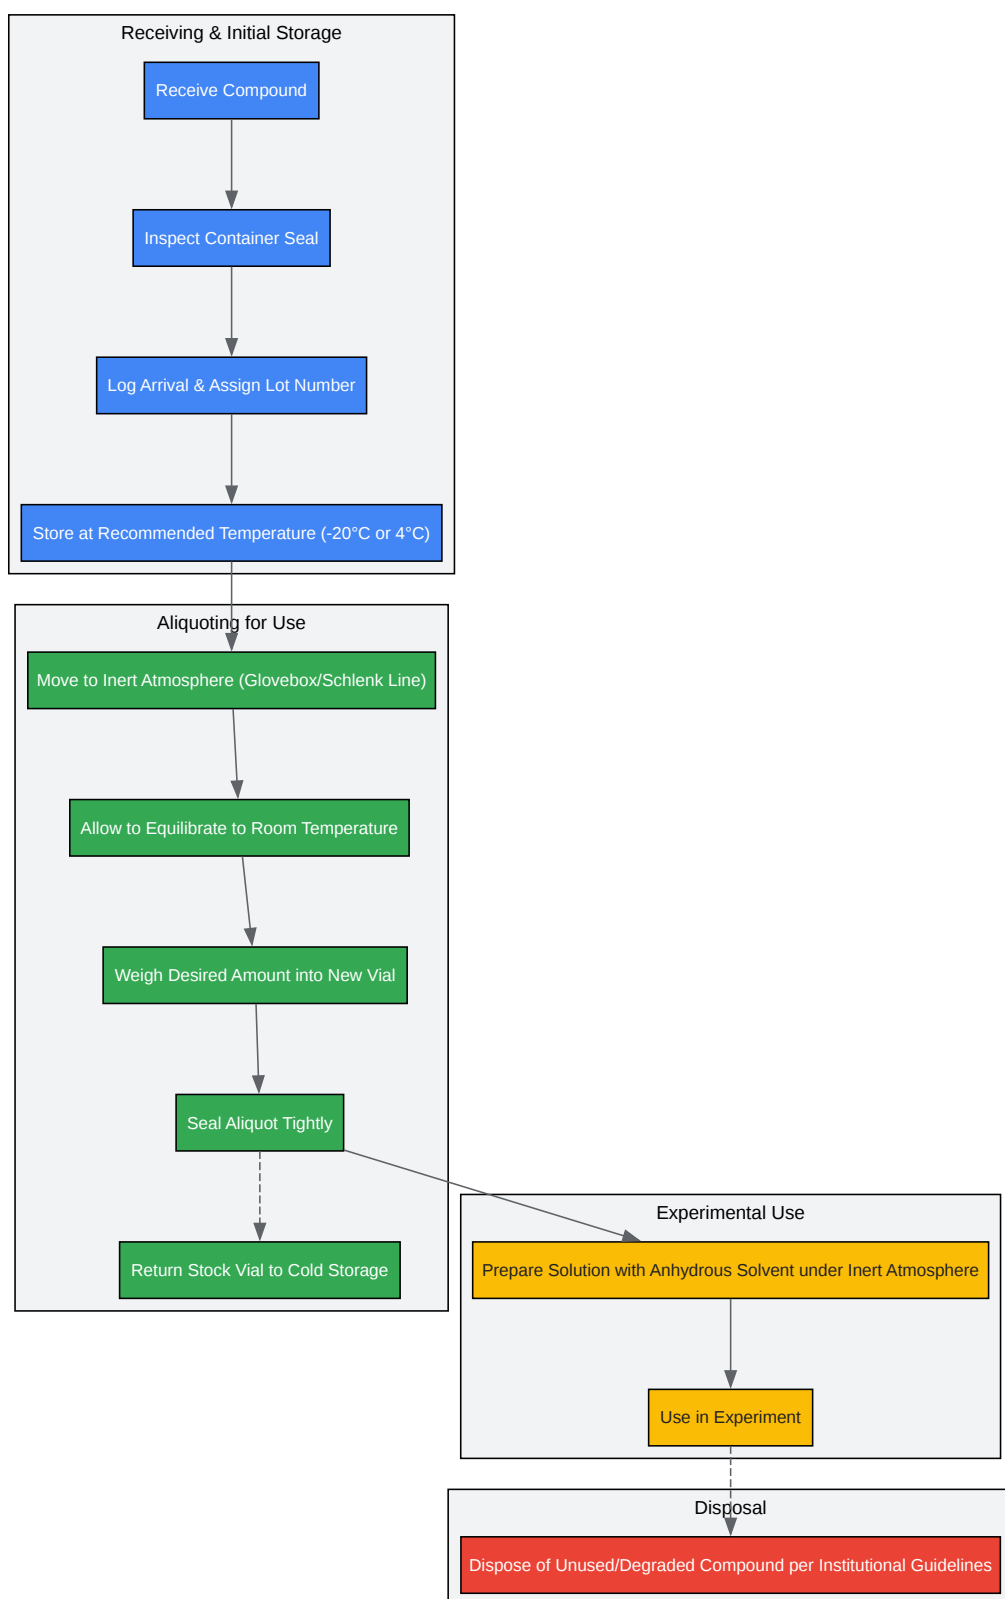 Receiving & Initial Storage
Receive Compound
Inspect Container Seal
Log Arrival & Assign Lot Number
Store at Recommended Temperature (-20°C or 4°C)
Aliquoting for Use
Move to Inert Atmosphere (Glovebox/Schlenk Line)
Allow to Equilibrate to Room Temperature
Weigh Desired Amount into New Vial
Seal Aliquot Tightly
Return Stock Vial to Cold Storage
Experimental Use
Prepare Solution with Anhydrous Solvent under Inert Atmosphere
Use in Experiment
Disposal
Dispose of Unused/Degraded Compound per Institutional Guidelines